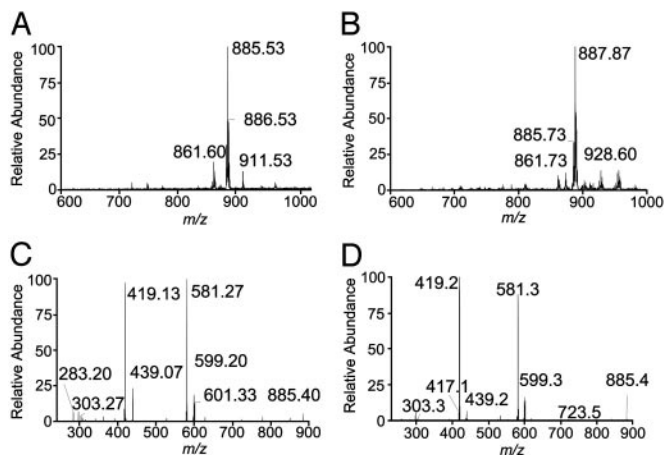 A
Relative Abundance
100
75
50
25
0
885.53
886.53
861.60
911.53
600 700 800 900 1000
m/z
B
Relative Abundance
100
75
50
25
0
887.87
885.73
861.73
928.60
600 700 800 900 1000
m/z
C
Relative Abundance
100
75
50
25
0
419.13
581.27
599.20
439.07
283.20
601.33
885.40
303.27
300 400 500 600 700 800 900
m/z
D
Relative Abundance
100
75
50
25
0
419.2
581.3
599.3
417.1
439.2
885.4
303.3
723.5
300 400 500 600 700 800 900
m/z